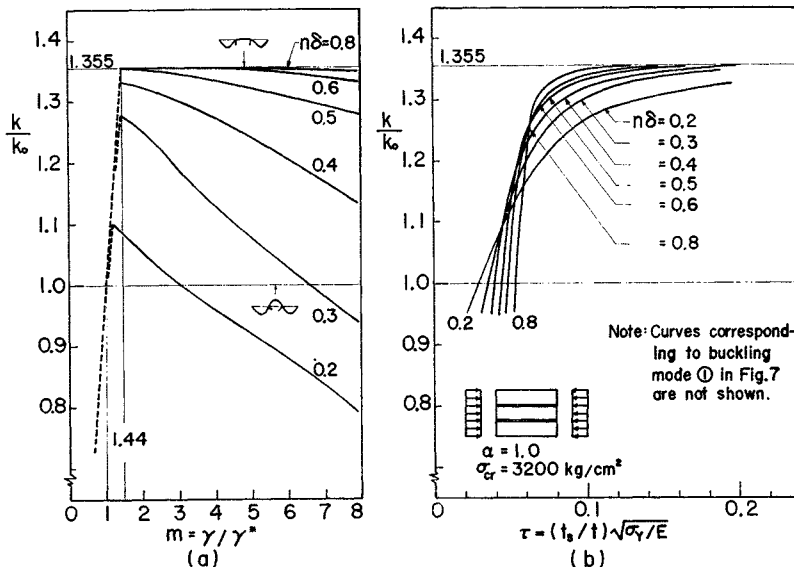 1.4
1.355
1.3
k/k₀
1.2
1.1
1.0
0.9
0.8
nδ=0.8
0.6
0.5
0.4
0.3
0.2
1.44
0 1 2 3 4 5 6 7 8
m = γ/γ*
(a)
1.4
1.355
1.3
k/k₀
1.2
1.1
1.0
0.9
0.8
nδ=0.2
=0.3
=0.4
=0.5
=0.6
=0.8
0.2 0.8
Note: Curves correspond-
ing to buckling
mode ① in Fig.7
are not shown.
α = 1.0
σcr = 3200 kg/cm²
0 0.1 0.2
τ=(ts/t)√σY/E
(b)